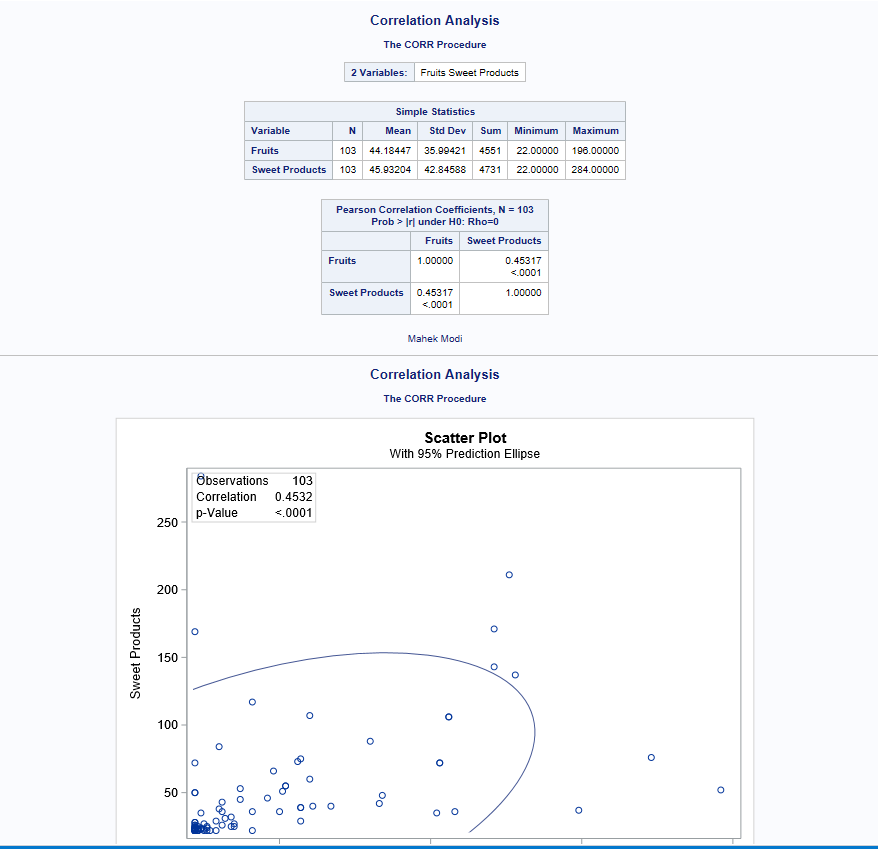 Correlation Analysis
The CORR Procedure
2 Variables: Fruits Sweet Products
Simple Statistics
Variable N Mean Std Dev Sum Minimum Maximum
Fruits 103 44.18447 35.99421 4551 22.00000 196.00000
Sweet Products 103 45.93204 42.84588 4731 22.00000 284.00000
Pearson Correlation Coefficients, N = 103
Prob > |r| under H0: Rho=0
Fruits Sweet Products
Fruits 1.00000 0.45317
<.0001
Sweet Products 0.45317 1.00000
<.0001
Mahek Modi
Correlation Analysis
The CORR Procedure
Scatter Plot
With 95% Prediction Ellipse
Observations 103
Correlation 0.4532
p-Value <.0001
250
200
150
100
50
Sweet Products